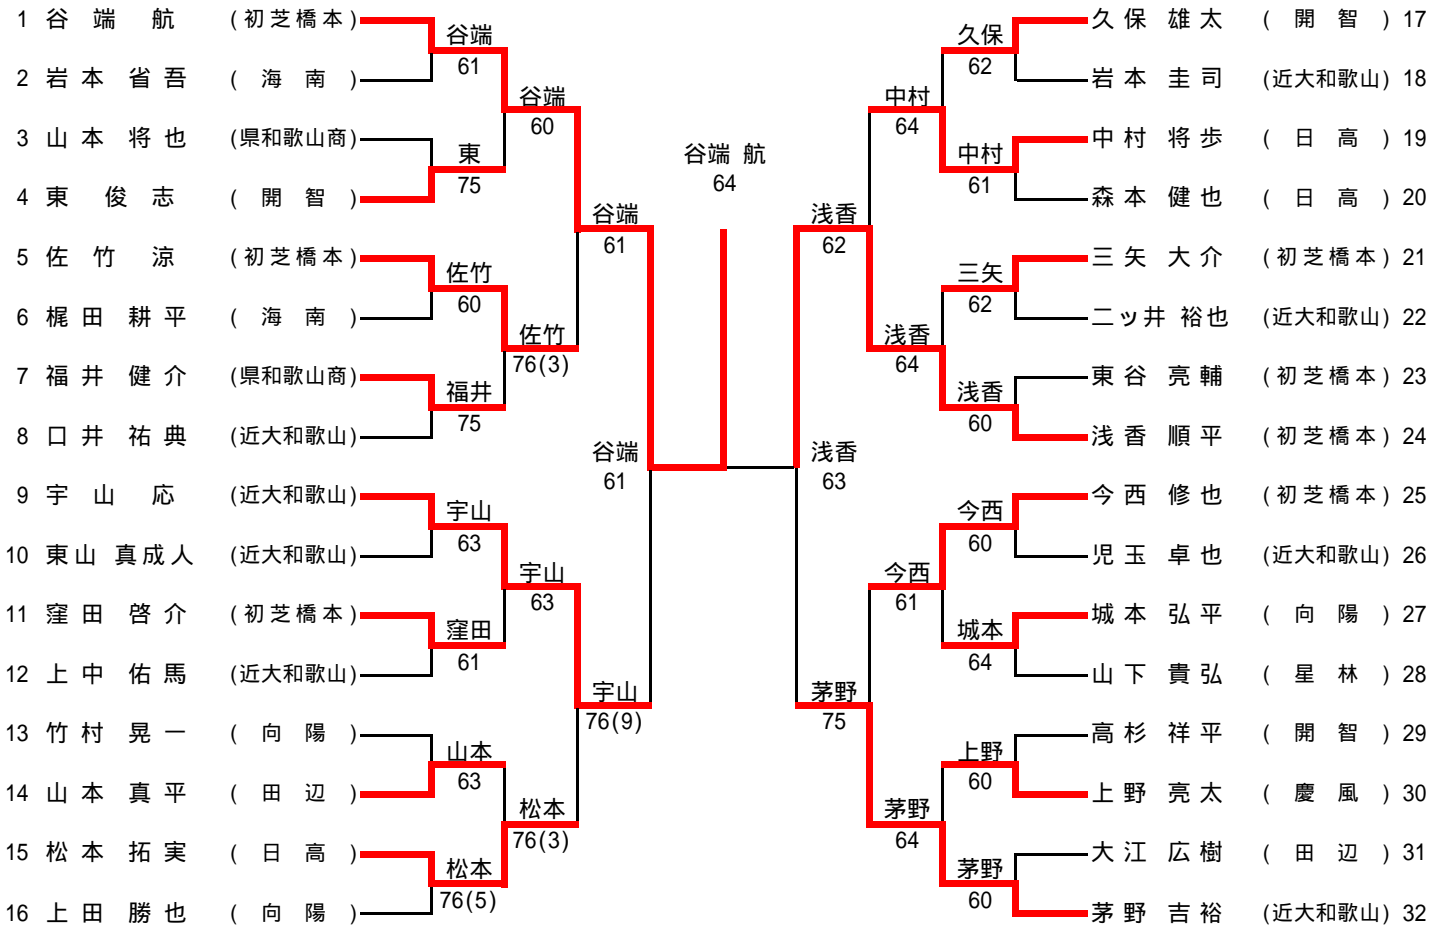 1 谷 端 航 (初芝橋本)
2 岩本 省吾 ( 海 南 )
3 山本 将也 (県和歌山商)
4 東 俊志 ( 開 智 )
5 佐竹 涼 (初芝橋本)
6 梶田 耕平 ( 海 南 )
7 福井 健介 (県和歌山商)
8 口井 祐典 (近大和歌山)
9 宇山 応 (近大和歌山)
10 東山 真成人 (近大和歌山)
11 窪田 啓介 (初芝橋本)
12 上中 佑馬 (近大和歌山)
13 竹村 晃一 ( 向 陽 )
14 山本 真平 ( 田 辺 )
15 松本 拓実 ( 日 高 )
16 上田 勝也 ( 向 陽 )
谷端
61
東
75
佐竹
60
福井
75
宇山
63
窪田
61
山本
63
松本
76(5)
谷端
60
佐竹
76(3)
宇山
63
松本
76(3)
谷端
61
宇山
76(9)
谷端
61
谷端 航
64
浅香
63
浅香
62
茅野
75
中村
64
浅香
64
今西
61
茅野
64
久保
62
中村
61
三矢
62
浅香
60
今西
60
城本
64
上野
60
茅野
60
久保 雄太 ( 開 智 ) 17
岩本 圭司 (近大和歌山) 18
中村 将歩 ( 日 高 ) 19
森本 健也 ( 日 高 ) 20
三矢 大介 (初芝橋本) 21
二ッ井 裕也 (近大和歌山) 22
東谷 亮輔 (初芝橋本) 23
浅香 順平 (初芝橋本) 24
今西 修也 (初芝橋本) 25
児玉 卓也 (近大和歌山) 26
城本 弘平 ( 向 陽 ) 27
山下 貴弘 ( 星 林 ) 28
高杉 祥平 ( 開 智 ) 29
上野 亮太 ( 慶 風 ) 30
大江 広樹 ( 田 辺 ) 31
茅野 吉裕 (近大和歌山) 32